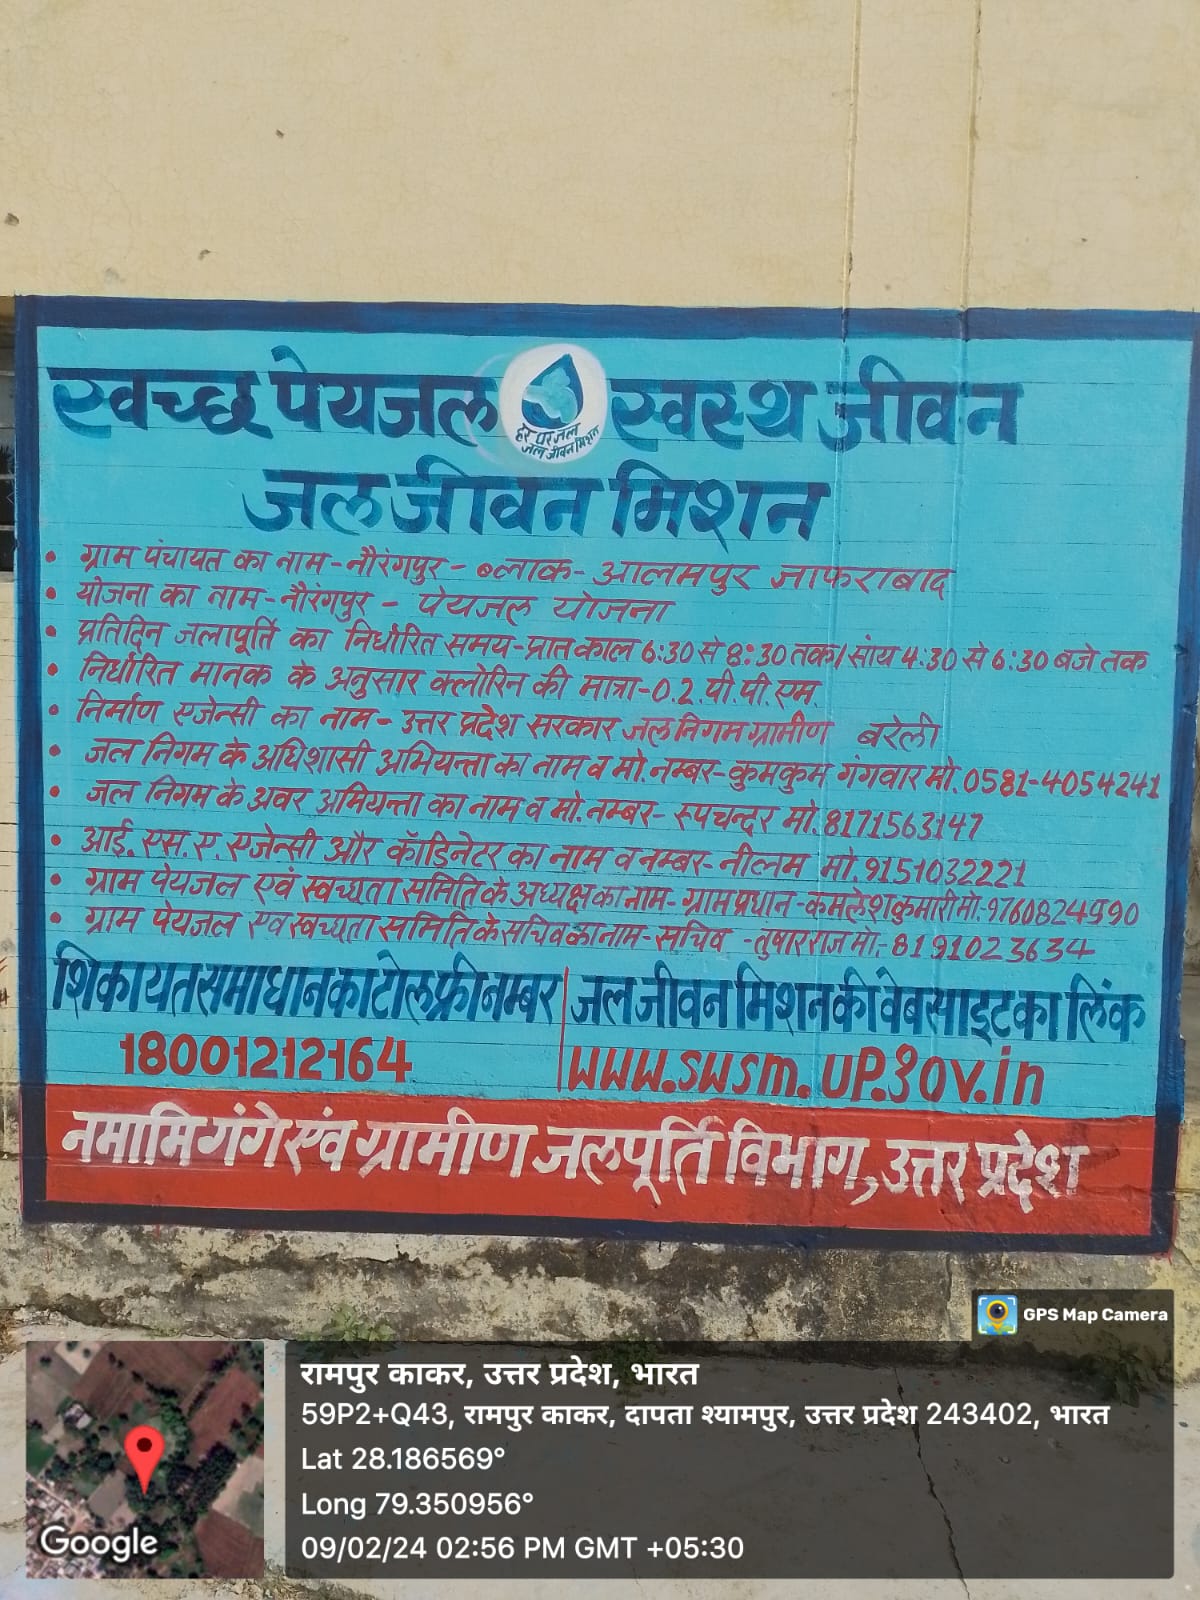 स्वच्छ पेयजल स्वस्थ जीवन
हर घर जल
जल जीवन मिशन
जल जीवन मिशन
• ग्राम पंचायत का नाम - नौरंगपुर - ब्लाक - आलमपुर जाफराबाद
• योजना का नाम - नौरंगपुर - पेयजल योजना
• प्रतिदिन जलापूर्ति का निर्धारित समय - प्रात काल 6:30 से 8:30 तक / सांय 4:30 से 6:30 बजे तक
• निर्धारित मानक के अनुसार क्लोरिन की मात्रा - 0.2. पी. पी. एम.
• निर्माण एजेन्सी का नाम - उत्तर प्रदेश सरकार जल निगम ग्रामीण बरेली
• जल निगम के अधिशासी अभियन्ता का नाम व मो. नम्बर - कुमकुम गंगवार मो. 0581-4054241
• जल निगम के अवर अभियन्ता का नाम व मो. नम्बर - रूपचन्दर मो. 8171563147
• आई. एस. ए. एजेन्सी और कॉडिनेटर का नाम व नम्बर - नीलम मो. 9151032221
• ग्राम पेयजल एवं स्वच्छता समिति के अध्यक्ष का नाम - ग्राम प्रधान - कमलेश कुमारी मो. - 9760824990
• ग्राम पेयजल एव स्वच्छता समिति के सचिव का नाम - सचिव - तुषार राज मो. - 8191023634
शिकायत समाधान का टोल फ्री नम्बर | जल जीवन मिशन की वेबसाइट का लिंक
18001212164 | www.swsm.UP.gov.in
नमामि गंगे एंव ग्रामीण जलपूर्ति विभाग, उत्तर प्रदेश
GPS Map Camera
रामपुर काकर, उत्तर प्रदेश, भारत
59P2+Q43, रामपुर काकर, दापता श्यामपुर, उत्तर प्रदेश 243402, भारत
Lat 28.186569°
Long 79.350956°
09/02/24 02:56 PM GMT +05:30
Google